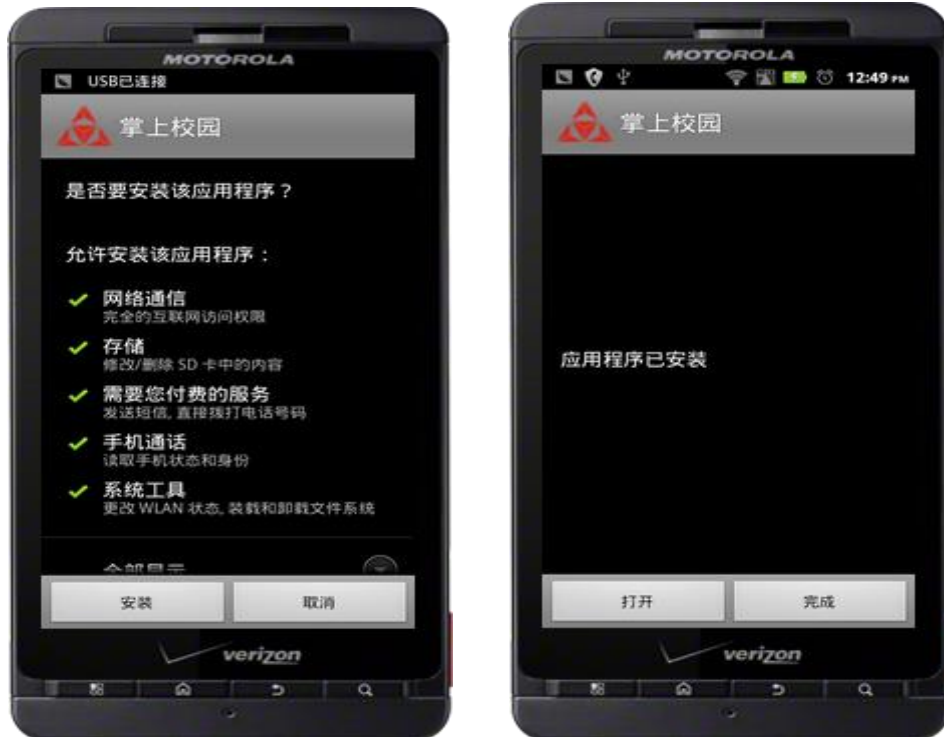 MOTOROLA
USB已连接
掌上校园
是否要安装该应用程序？
允许安装该应用程序：
网络通信
完全的互联网访问权限
存储
修改/删除 SD 卡中的内容
需要您付费的服务
发送短信, 直接拨打电话号码
手机通话
读取手机状态和身份
系统工具
更改 WLAN 状态, 装载和卸载文件系统
全部显示
安装
取消
verizon
MOTOROLA
12:49 PM
掌上校园
应用程序已安装
打开
完成
verizon